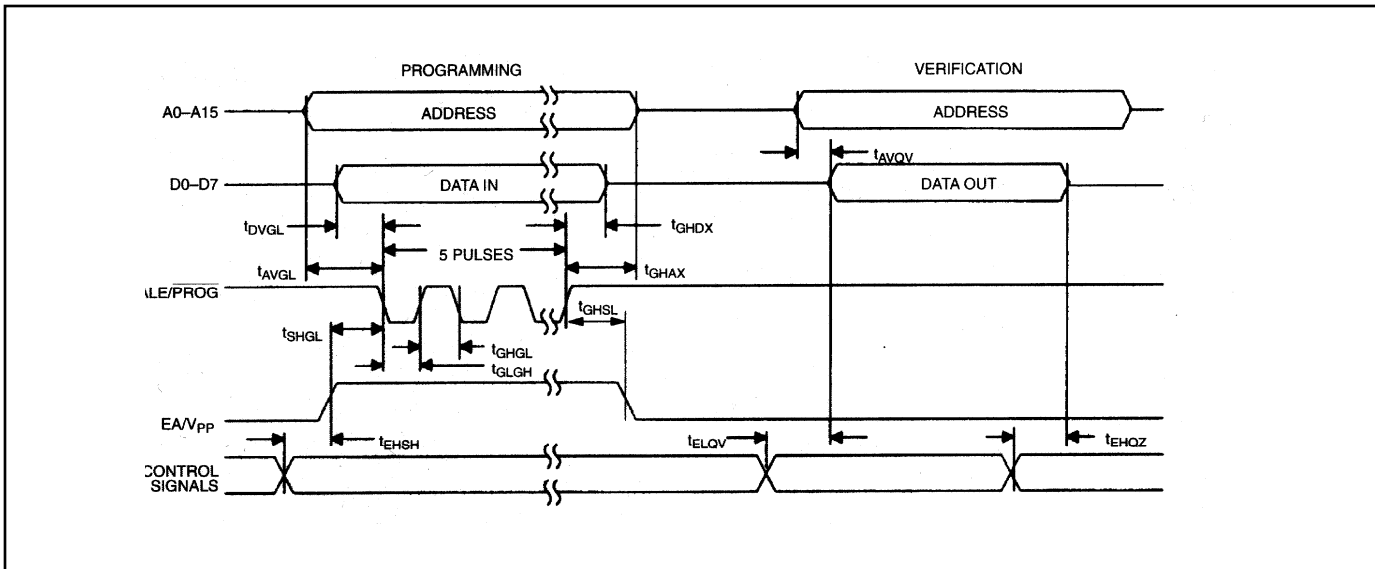 PROGRAMMING
VERIFICATION
A0–A15
ADDRESS
ADDRESS
tAVQV
D0–D7
DATA IN
DATA OUT
tDVGL
tGHDX
5 PULSES
tAVGL
tGHAX
ALE/PROG
tGHSL
tSHGL
tGHGL
tGLGH
EA/VPP
tEHSH
tELQV
tEHQZ
CONTROL
SIGNALS